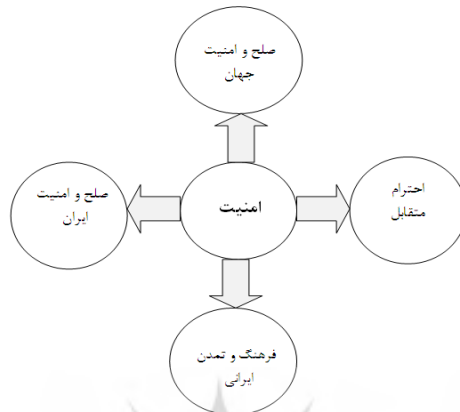 صلح و امنیت
جهان
احترام
متقابل
امنیت
صلح و امنیت
ایران
فرهنگ و تمدن
ایرانی